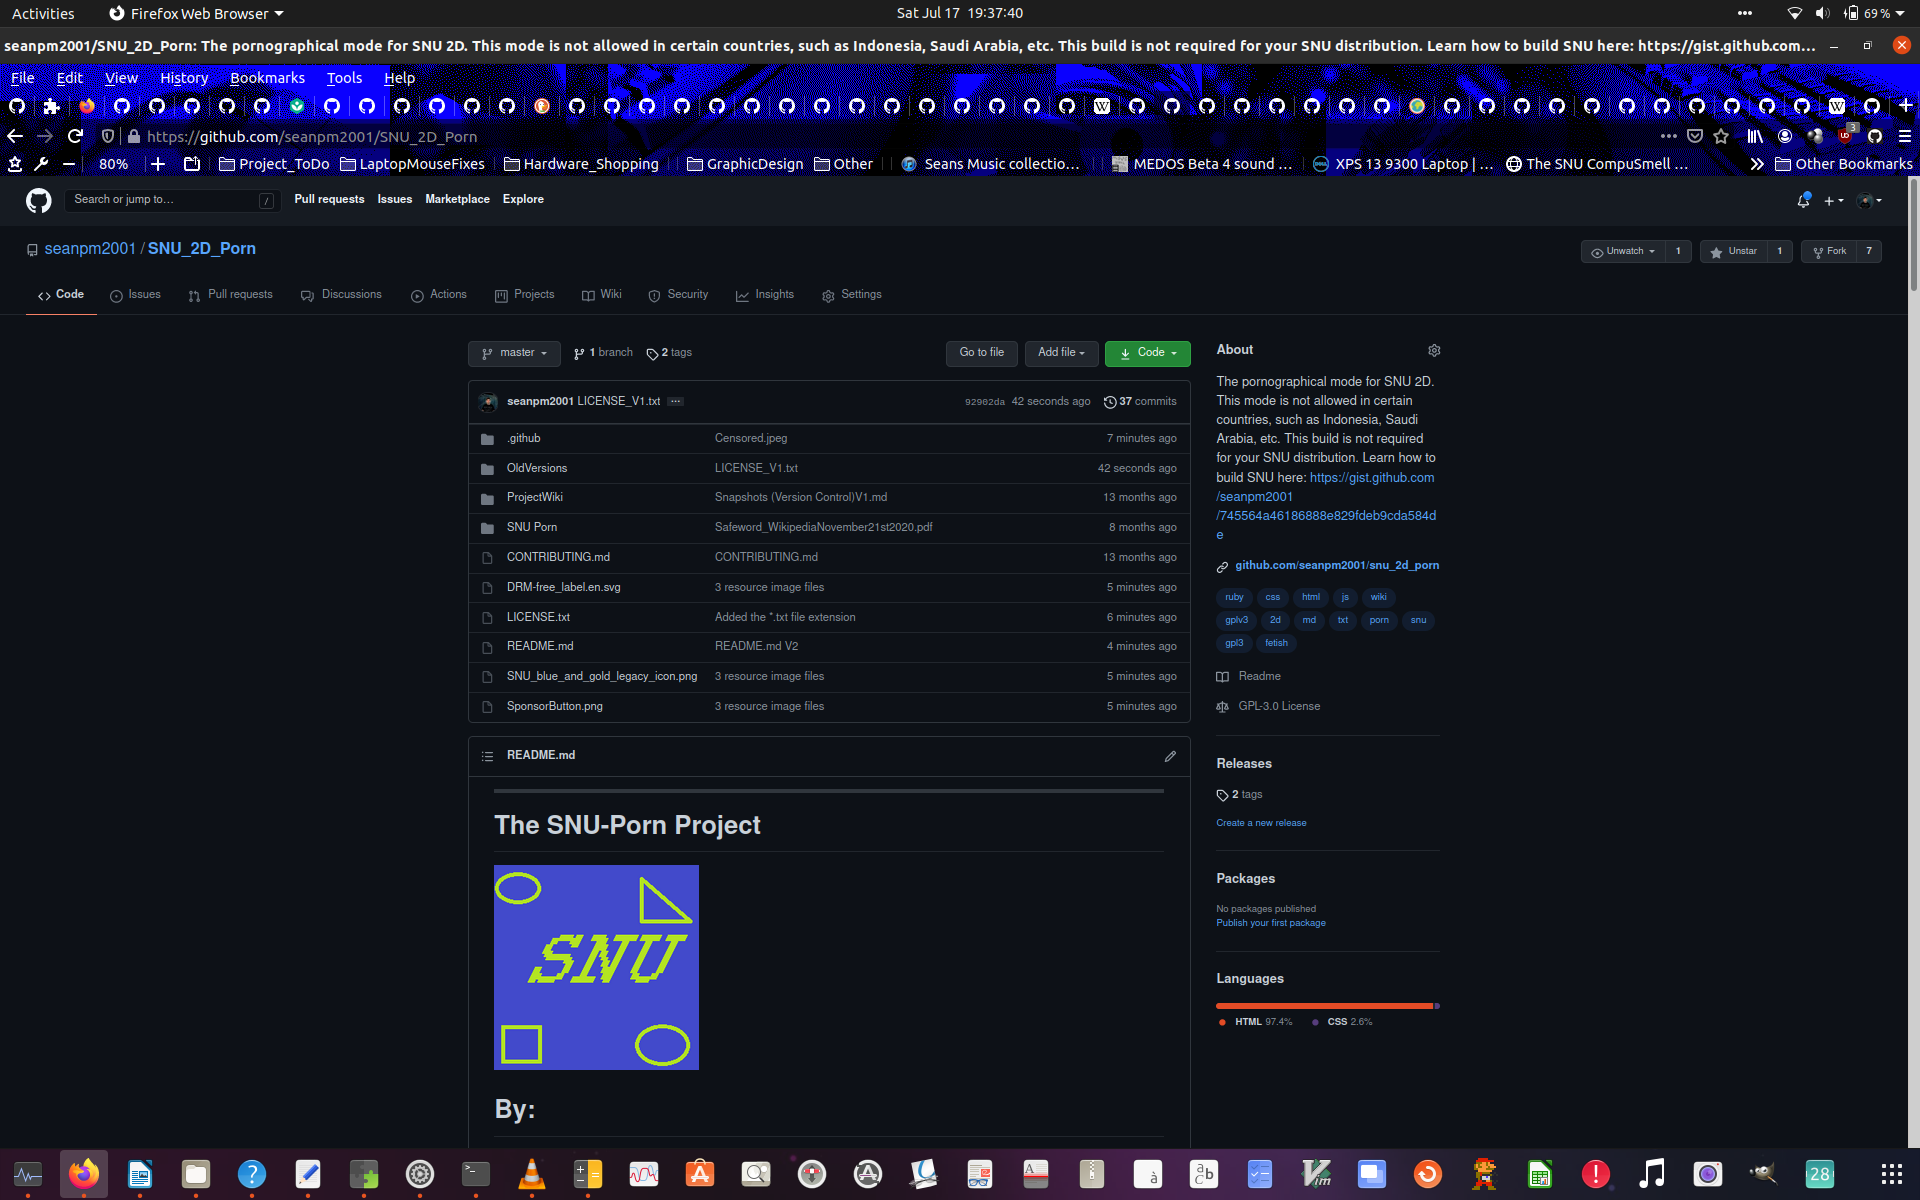 Activities
Firefox Web Browser
Sat Jul 17 19:37:40
69 %
seanpm2001/SNU_2D_Porn: The pornographical mode for SNU 2D. This mode is not allowed in certain countries, such as Indonesia, Saudi Arabia, etc. This build is not required for your SNU distribution. Learn how to build SNU here: https://gist.github.com...
File Edit View History Bookmarks Tools Help
https://github.com/seanpm2001/SNU_2D_Porn
3
80%
Project_ToDo
LaptopMouseFixes
Hardware_Shopping
GraphicDesign
Other
Seans Music collectio...
MEDOS Beta 4 sound ...
XPS 13 9300 Laptop | ...
The SNU CompuSmell ...
Other Bookmarks
Search or jump to... /
Pull requests Issues Marketplace Explore
seanpm2001 / SNU_2D_Porn
Unwatch 1
Unstar 1
Fork 7
Code
Issues
Pull requests
Discussions
Actions
Projects
Wiki
Security
Insights
Settings
master
1 branch
2 tags
Go to file
Add file
Code
seanpm2001 LICENSE_V1.txt ...
92902da 42 seconds ago
37 commits
.github Censored.jpeg 7 minutes ago
OldVersions LICENSE_V1.txt 42 seconds ago
ProjectWiki Snapshots (Version Control)V1.md 13 months ago
SNU Porn Safeword_WikipediaNovember21st2020.pdf 8 months ago
CONTRIBUTING.md CONTRIBUTING.md 13 months ago
DRM-free_label.en.svg 3 resource image files 5 minutes ago
LICENSE.txt Added the *.txt file extension 6 minutes ago
README.md README.md V2 4 minutes ago
SNU_blue_and_gold_legacy_icon.png 3 resource image files 5 minutes ago
SponsorButton.png 3 resource image files 5 minutes ago
README.md
The SNU-Porn Project
SNU
By:
About
The pornographical mode for SNU 2D.
This mode is not allowed in certain
countries, such as Indonesia, Saudi
Arabia, etc. This build is not required
for your SNU distribution. Learn how to
build SNU here: https://gist.github.com
/seanpm2001
/745564a46186888e829fdeb9cda584d
e
github.com/seanpm2001/snu_2d_porn
ruby css html js wiki
gplv3 2d md txt porn snu
gpl3 fetish
Readme
GPL-3.0 License
Releases
2 tags
Create a new release
Packages
No packages published
Publish your first package
Languages
HTML 97.4% CSS 2.6%
28